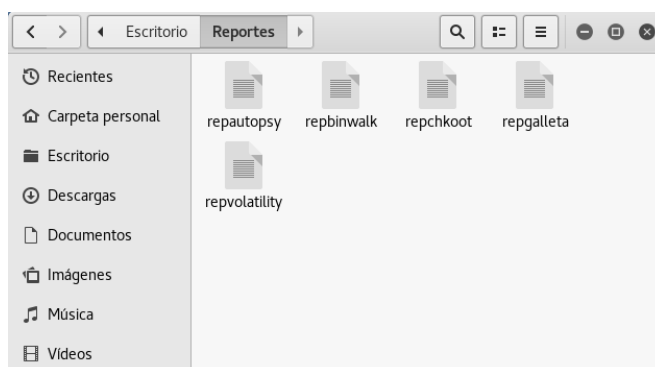 Escritorio Reportes
Recientes
Carpeta personal
Escritorio
Descargas
Documentos
Imágenes
Música
Vídeos
repautopsy repbinwalk repchkoot repgalleta
repvolatility